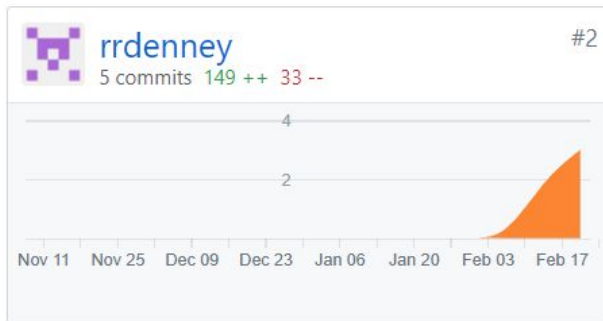 rrdenney #2
5 commits 149 ++ 33 --
4
2
Nov 11 Nov 25 Dec 09 Dec 23 Jan 06 Jan 20 Feb 03 Feb 17